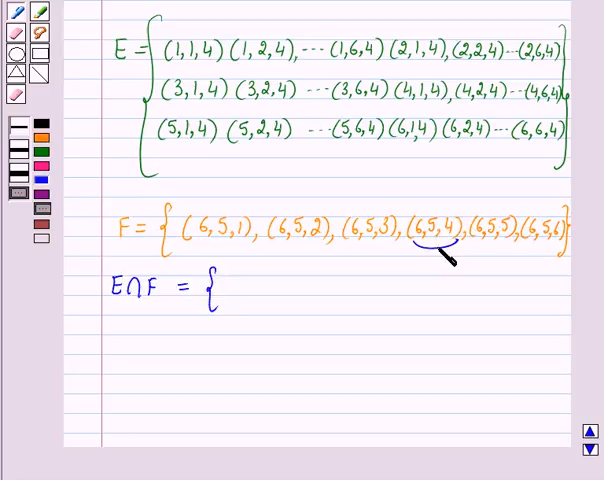 E = { (1,1,4) (1,2,4), ... (1,6,4) (2,1,4), (2,2,4) ... (2,6,4)
(3,1,4) (3,2,4) ... (3,6,4) (4,1,4), (4,2,4) ... (4,6,4)
(5,1,4) (5,2,4) ... (5,6,4) (6,1,4) (6,2,4) ... (6,6,4) }
F = { (6,5,1), (6,5,2), (6,5,3), (6,5,4), (6,5,5), (6,5,6) }
E∩F = {